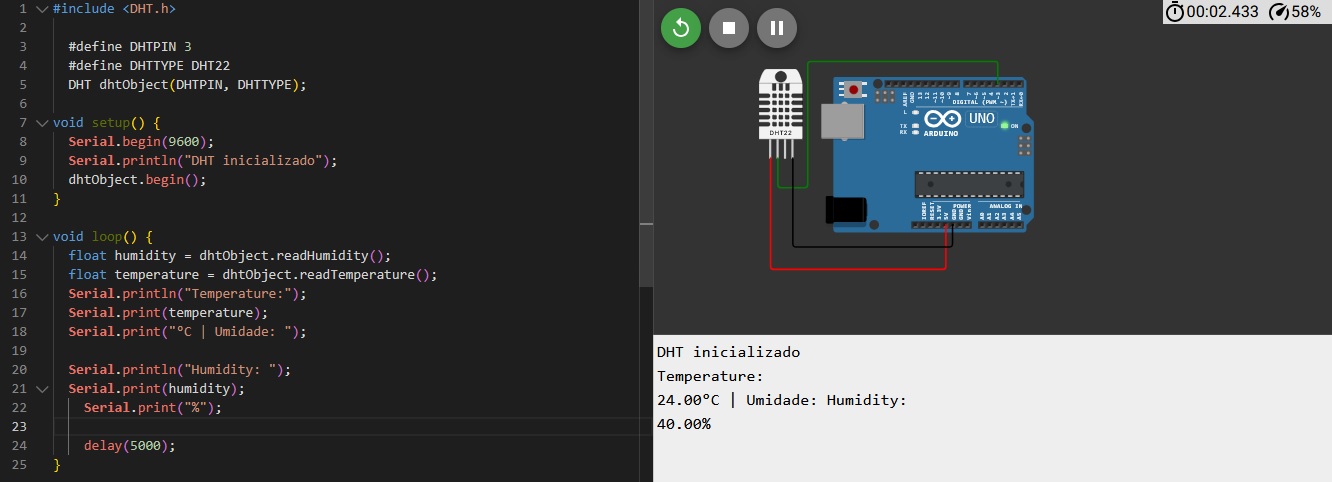 1 #include <DHT.h>
2
3 #define DHTPIN 3
4 #define DHTTYPE DHT22
5 DHT dhtObject(DHTPIN, DHTTYPE);
6
7 void setup() {
8 Serial.begin(9600);
9 Serial.println("DHT inicializado");
10 dhtObject.begin();
11 }
12
13 void loop() {
14 float humidity = dhtObject.readHumidity();
15 float temperature = dhtObject.readTemperature();
16 Serial.println("Temperature:");
17 Serial.print(temperature);
18 Serial.print("°C | Umidade: ");
19
20 Serial.println("Humidity: ");
21 Serial.print(humidity);
22 Serial.print("%");
23
24 delay(5000);
25 }
00:02.433 58%
DHT22
AREF GND 13 12 ~11 ~10 ~9 8 7 ~6 ~5 4 ~3 2 TX→1 RX←0
DIGITAL (PWM ~)
L
TX
RX
UNO
ARDUINO
ON
IOREF RESET 3.3V 5V GND GND Vin
POWER
ANALOG IN
A0 A1 A2 A3 A4 A5
DHT inicializado
Temperature:
24.00°C | Umidade: Humidity:
40.00%